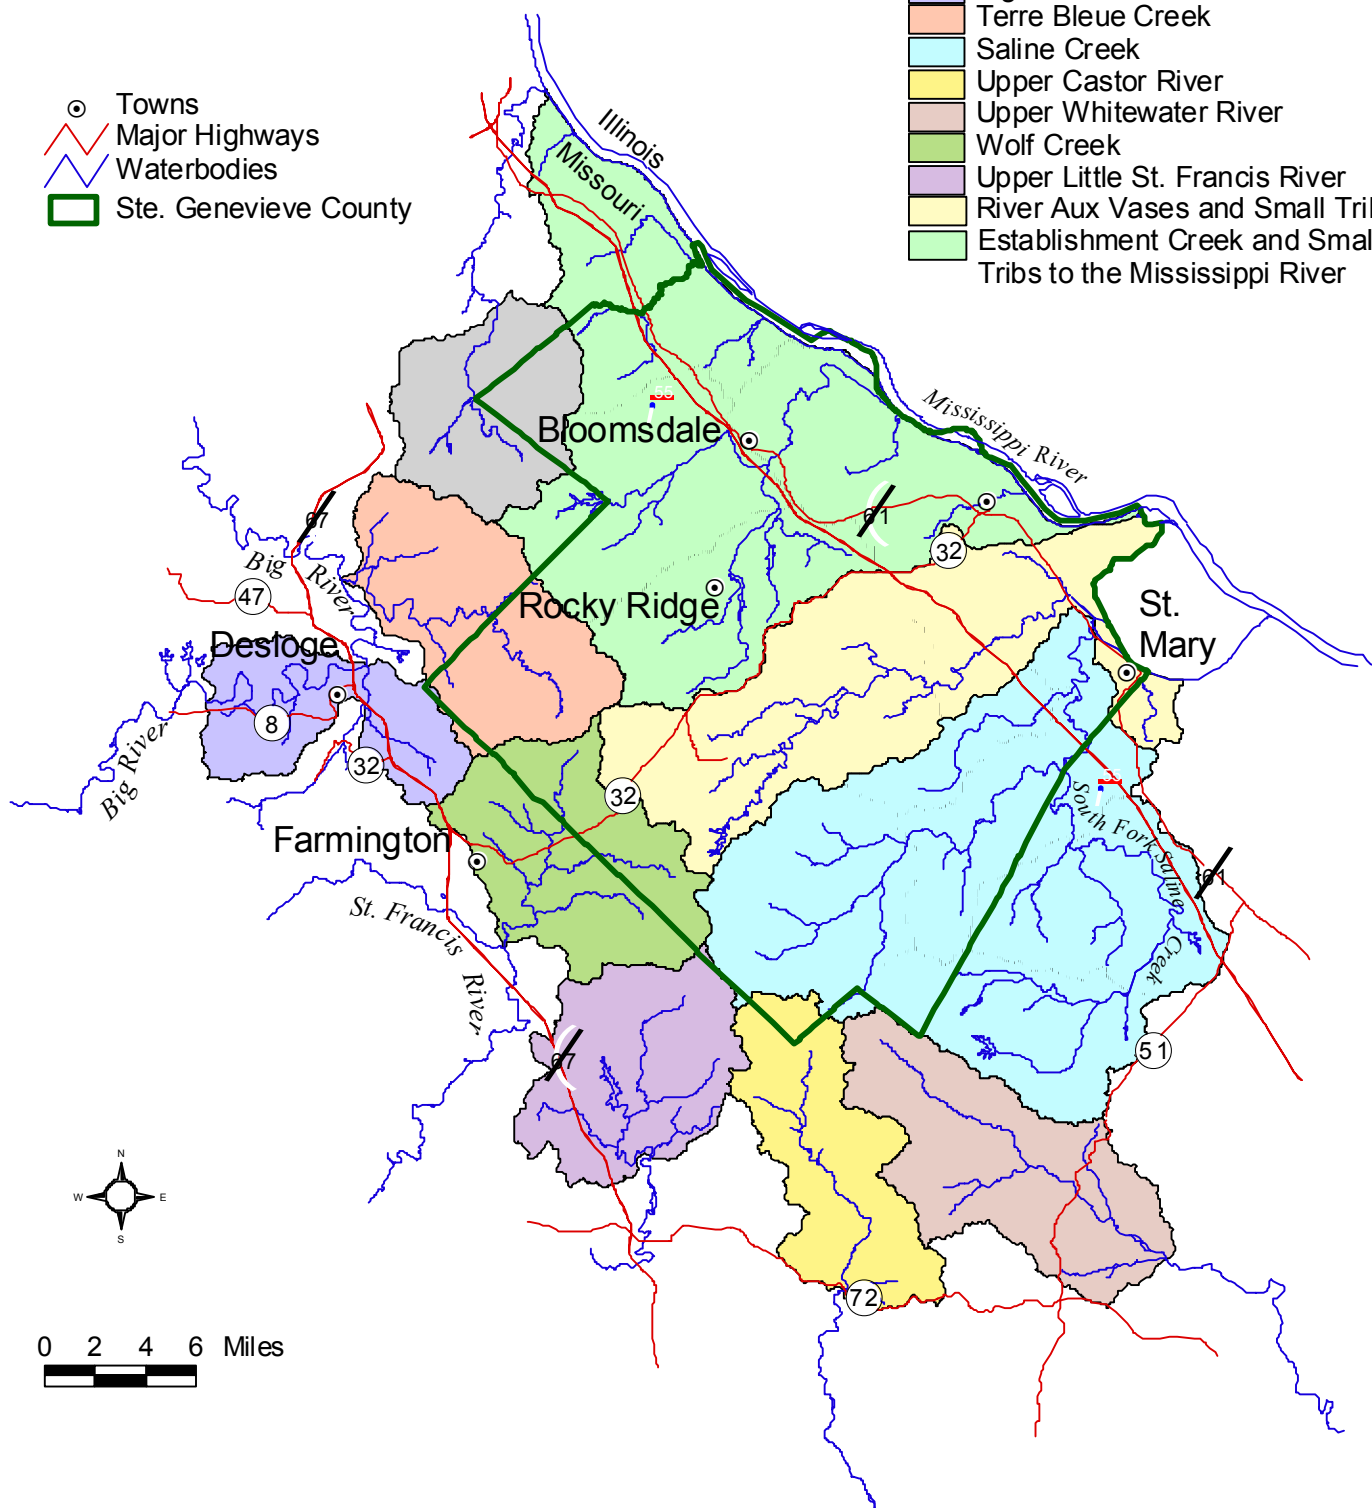 Terre Bleue Creek
Saline Creek
Upper Castor River
Upper Whitewater River
Wolf Creek
Upper Little St. Francis River
River Aux Vases and Small
Establishment Creek and
Tribs to the Mississippi River
Towns
Major Highways
Waterbodies
Ste. Genevieve County
Illinois
Missouri
55
Bloomsdale
Mississippi River
67
61
32
Big River
47
Rocky Ridge
St.
Mary
Desloge
8
Big River
32
32
South Fork Saline Creek
Farmington
61
St. Francis River
67
51
N
W E
S
72
0 2 4 6 Miles